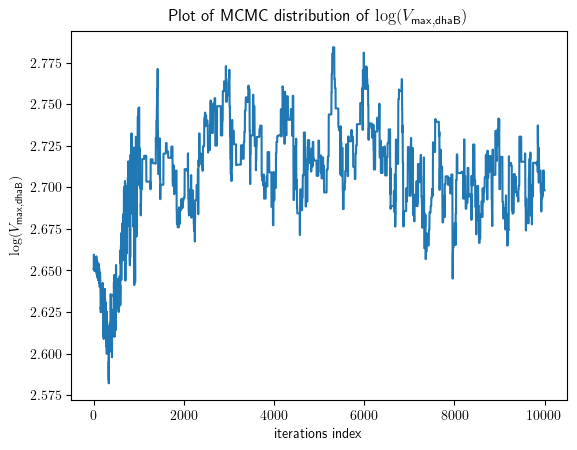 Plot of MCMC distribution of log(V_max,dhaB)
log(V_max,dhaB)
2.775
2.750
2.725
2.700
2.675
2.650
2.625
2.600
2.575
0 2000 4000 6000 8000 10000
iterations index